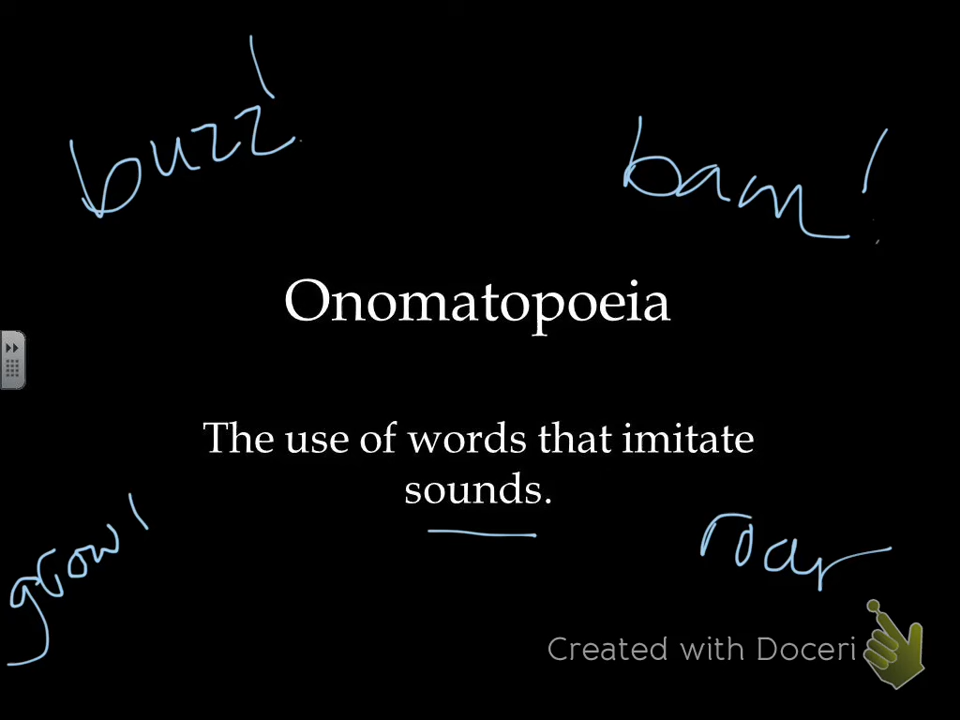 buzz!
bam!
Onomatopoeia
The use of words that imitate
sounds.
growl
roar
Created with Doceri